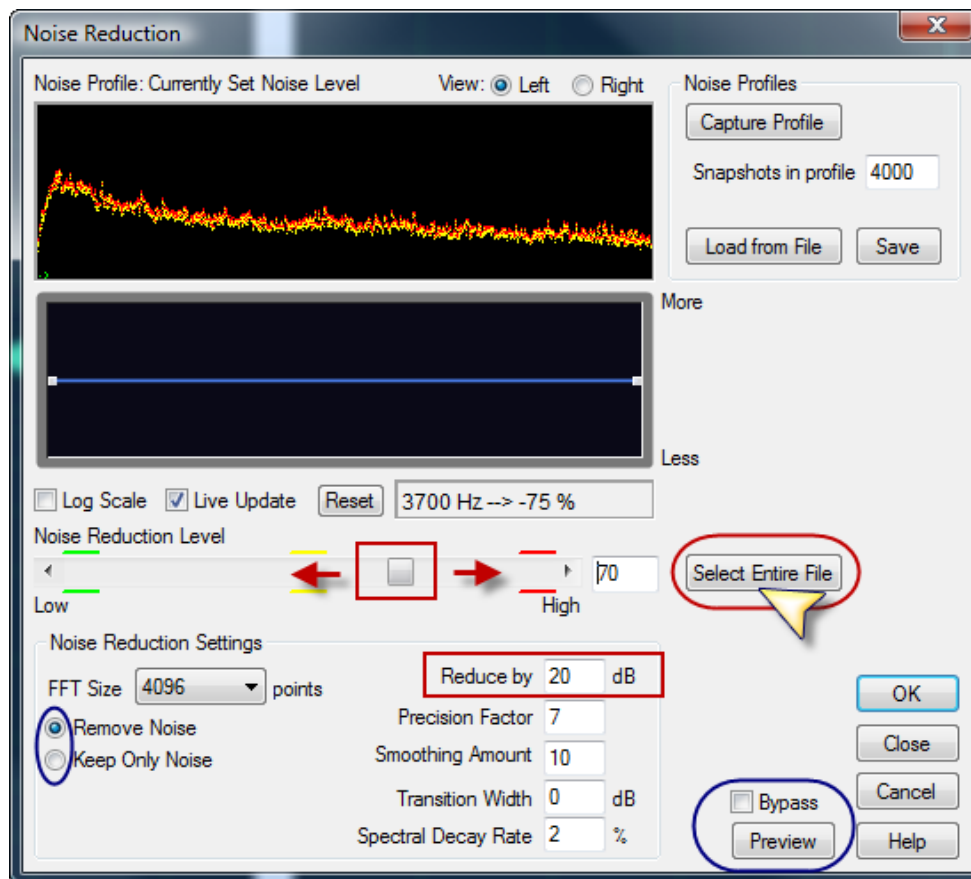 Noise Reduction
Noise Profile: Currently Set Noise Level
View: Left Right
Noise Profiles
Capture Profile
Snapshots in profile 4000
Load from File Save
More
Less
Log Scale Live Update Reset 3700 Hz --> -75 %
Noise Reduction Level
70
Select Entire File
Low High
Noise Reduction Settings
FFT Size 4096 points
Remove Noise
Keep Only Noise
Reduce by 20 dB
Precision Factor 7
Smoothing Amount 10
Transition Width 0 dB
Spectral Decay Rate 2 %
Bypass
Preview
OK
Close
Cancel
Help